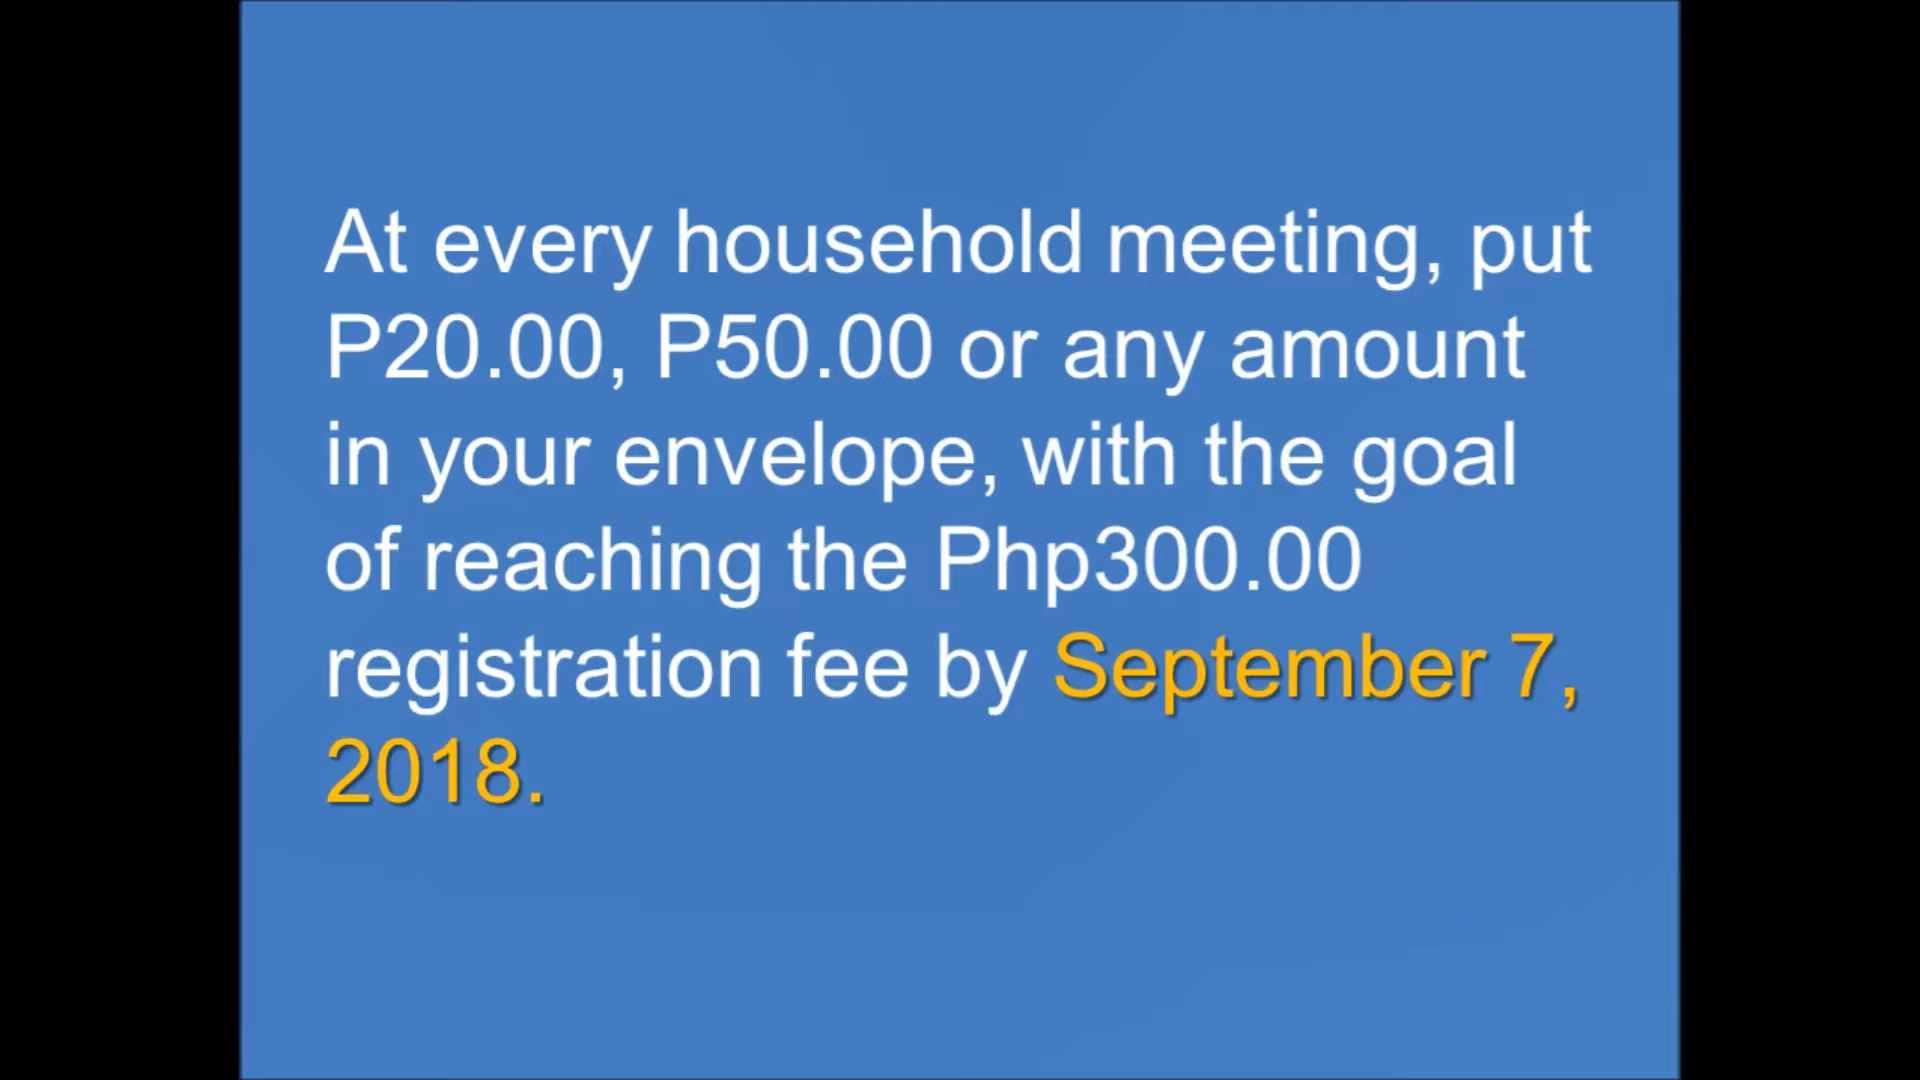 At every household meeting, put
P20.00, P50.00 or any amount
in your envelope, with the goal
of reaching the Php300.00
registration fee by September 7,
2018.